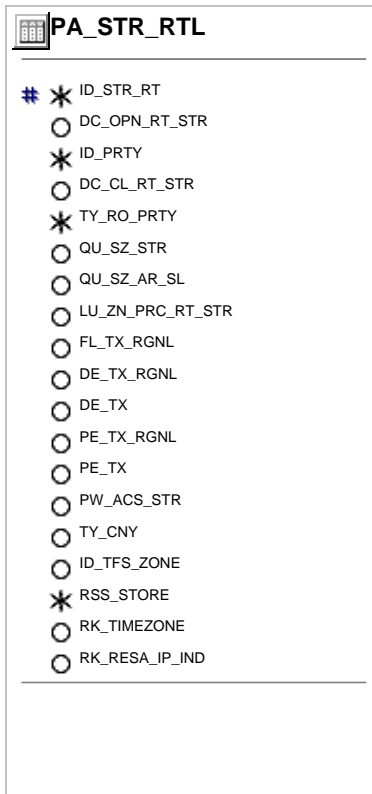 PA_STR_RTL
# * ID_STR_RT
DC_OPN_RT_STR
* ID_PRTY
DC_CL_RT_STR
* TY_RO_PRTY
QU_SZ_STR
QU_SZ_AR_SL
LU_ZN_PRC_RT_STR
FL_TX_RGNL
DE_TX_RGNL
DE_TX
PE_TX_RGNL
PE_TX
PW_ACS_STR
TY_CNY
ID_TFS_ZONE
* RSS_STORE
RK_TIMEZONE
RK_RESA_IP_IND